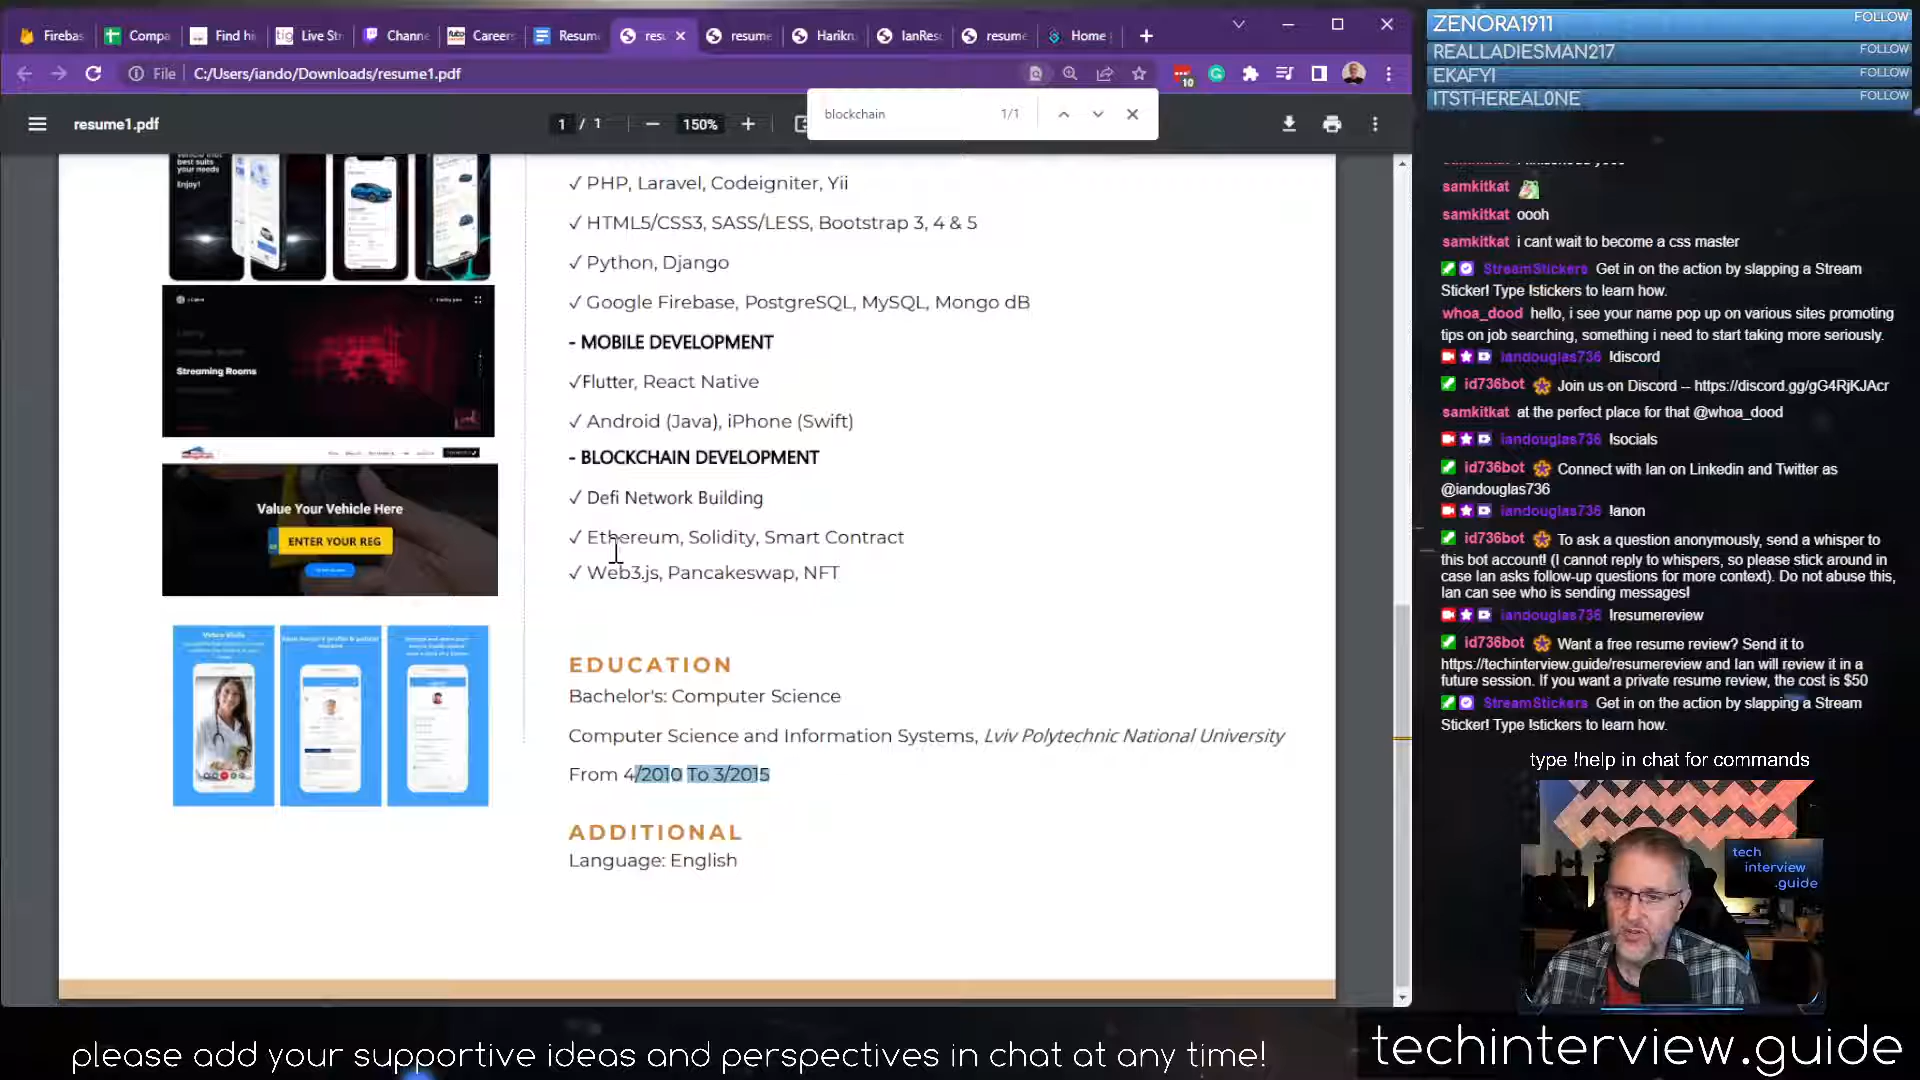 Firebas
Compa
Find hi
Live St
Chann
Careers
Resum
resu
resume
Harikru
IanRes
resume
Home
File
C:/Users/iando/Downloads/resume1.pdf
10
resume1.pdf
1 / 1
150%
blockchain
1/1
best suits
your needs
Enjoy!
Streaming Rooms
Value Your Vehicle Here
ENTER YOUR REG
✓ PHP, Laravel, Codeigniter, Yii
✓ HTML5/CSS3, SASS/LESS, Bootstrap 3, 4 & 5
✓ Python, Django
✓ Google Firebase, PostgreSQL, MySQL, Mongo dB
- MOBILE DEVELOPMENT
✓Flutter, React Native
✓ Android (Java), iPhone (Swift)
- BLOCKCHAIN DEVELOPMENT
✓ Defi Network Building
✓ Ethereum, Solidity, Smart Contract
✓ Web3.js, Pancakeswap, NFT
EDUCATION
Bachelor's: Computer Science
Computer Science and Information Systems, Lviv Polytechnic National University
From 4/2010 To 3/2015
ADDITIONAL
Language: English
ZENORA1911 FOLLOW
REALLADIESMAN217 FOLLOW
EKAFYI FOLLOW
ITSTHEREAL0NE FOLLOW
samkitkat
samkitkat oooh
samkitkat i cant wait to become a css master
StreamStickers Get in on the action by slapping a Stream
Sticker! Type !stickers to learn how.
whoa_dood hello, i see your name pop up on various sites promoting
tips on job searching, something i need to start taking more seriously.
iandouglas736 !discord
id736bot Join us on Discord -- https://discord.gg/gG4RjKJAcr
samkitkat at the perfect place for that @whoa_dood
iandouglas736 !socials
id736bot Connect with Ian on Linkedin and Twitter as
@iandouglas736
iandouglas736 !anon
id736bot To ask a question anonymously, send a whisper to
this bot account! (I cannot reply to whispers, so please stick around in
case Ian asks follow-up questions for more context). Do not abuse this,
Ian can see who is sending messages!
iandouglas736 !resumereview
id736bot Want a free resume review? Send it to
https://techinterview.guide/resumereview and Ian will review it in a
future session. If you want a private resume review, the cost is $50
StreamStickers Get in on the action by slapping a Stream
Sticker! Type !stickers to learn how.
type !help in chat for commands
tech
interview
.guide
please add your supportive ideas and perspectives in chat at any time!
techinterview.guide